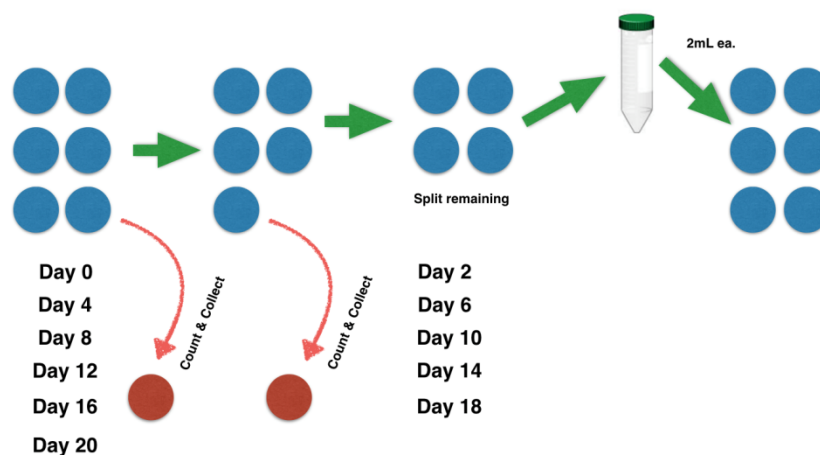 2mL ea.
Split remaining
Day 0
Day 4
Day 8
Day 12
Day 16
Day 20
Count & Collect
Count & Collect
Day 2
Day 6
Day 10
Day 14
Day 18